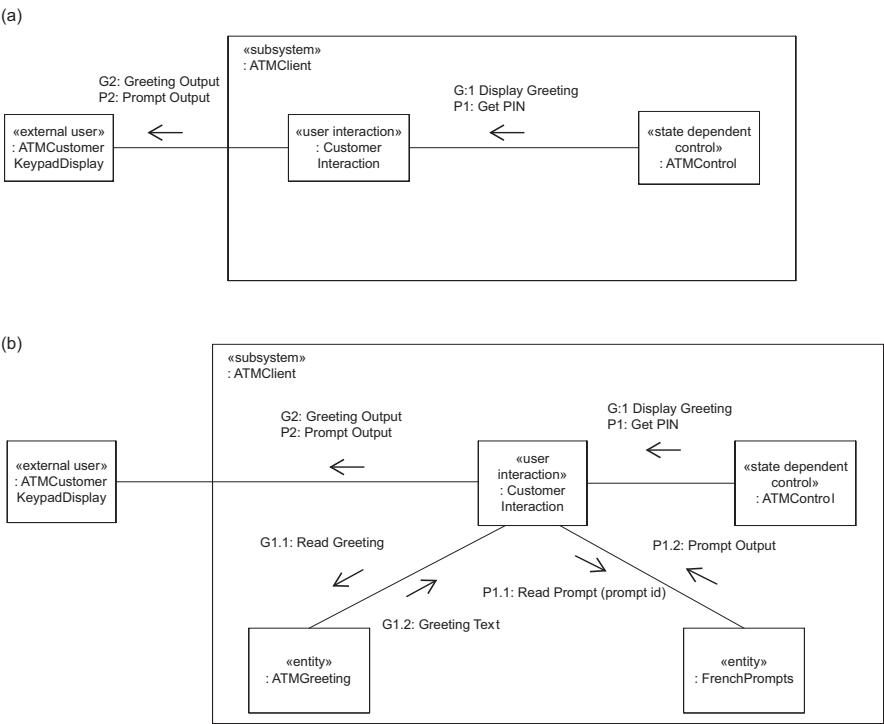 (a)
«subsystem»
: ATMClient
G2: Greeting Output
P2: Prompt Output
G:1 Display Greeting
P1: Get PIN
«external user»
: ATMCustomer
KeypadDisplay
«user interaction»
: Customer
Interaction
«state dependent
control»
: ATMControl
(b)
«subsystem»
: ATMClient
G2: Greeting Output
P2: Prompt Output
G:1 Display Greeting
P1: Get PIN
«external user»
: ATMCustomer
KeypadDisplay
«user
interaction»
: Customer
Interaction
«state dependent
control»
: ATMControl
G1.1: Read Greeting
P1.2: Prompt Output
P1.1: Read Prompt (prompt id)
G1.2: Greeting Text
«entity»
: ATMGreeting
«entity»
: FrenchPrompts